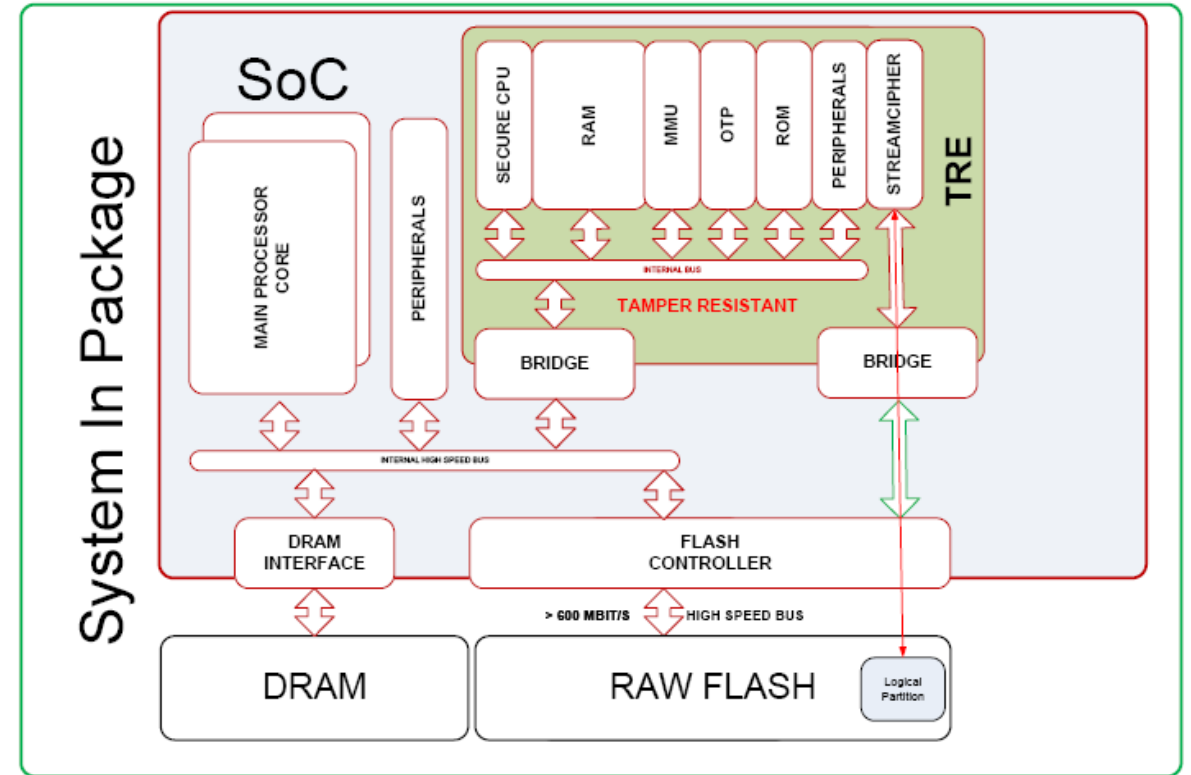 System In Package
SoC
MAIN PROCESSOR
CORE
PERIPHERALS
SECURE CPU
RAM
MMU
OTP
ROM
PERIPHERALS
STREAMCIPHER
TRE
INTERNAL BUS
TAMPER RESISTANT
BRIDGE
BRIDGE
INTERNAL HIGH SPEED BUS
DRAM
INTERFACE
FLASH
CONTROLLER
> 600 MBIT/S
HIGH SPEED BUS
DRAM
RAW FLASH
Logical
Partition